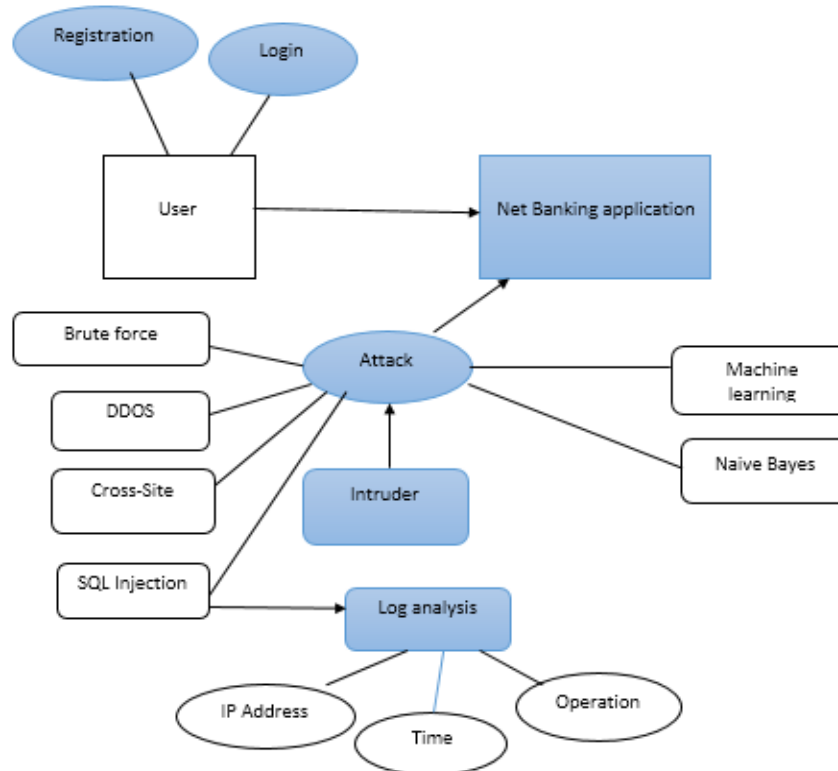 Registration
Login
User
Net Banking application
Brute force
Attack
Machine
learning
DDOS
Naive Bayes
Cross-Site
Intruder
SQL Injection
Log analysis
IP Address
Operation
Time